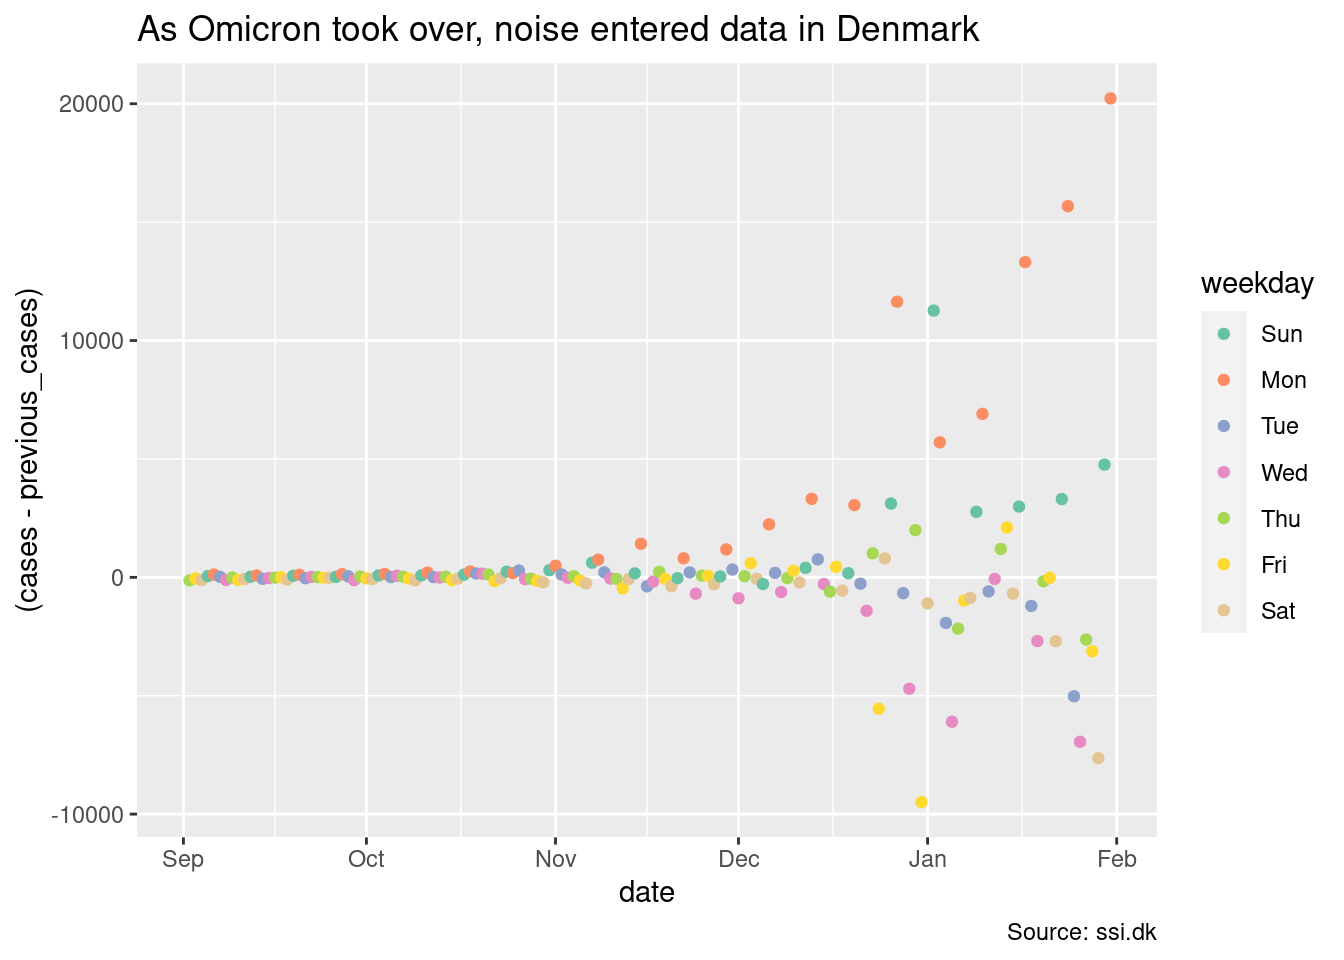 As Omicron took over, noise entered data in Denmark
(cases - previous_cases)
20000
10000
0
-10000
Sep Oct Nov Dec Jan Feb
date
weekday
Sun
Mon
Tue
Wed
Thu
Fri
Sat
Source: ssi.dk